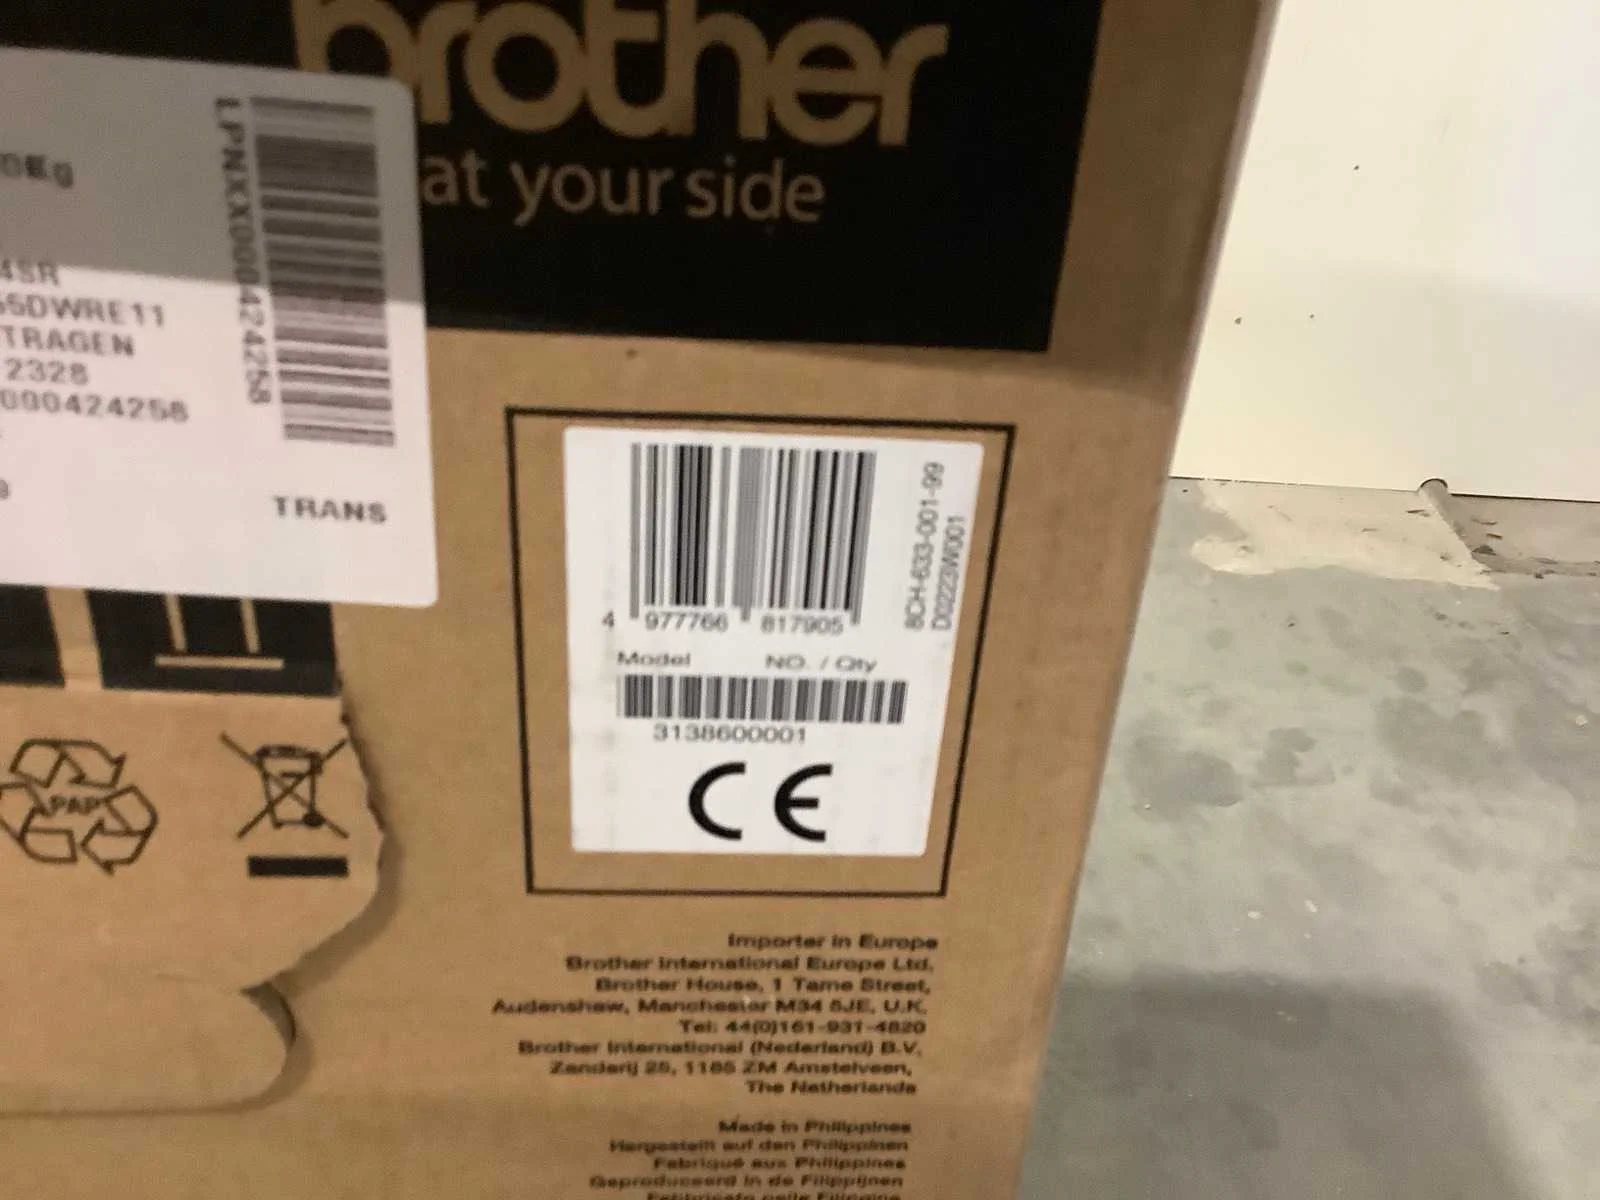 brother
at your side
LPNXX000424258
4SR
55DWRE11
TRAGEN
2328
000424258
TRANS
4 977766 817905
8CH-633-001-99
D0222W001
Model NO. / Qty
3138600001
CE
PAP
Importer in Europe
Brother International Europe Ltd.
Brother House, 1 Tame Street,
Audenshaw, Manchester M34 5JE, U.K.
Tel: 44(0)161-931-4820
Brother International (Nederland) B.V.
Zanderij 25, 1185 ZM Amstelveen,
The Netherlands
Made in Philippines
Hergestellt auf den Philippinen
Fabriqué aux Philippines
Geproduceerd in de Filippijnen